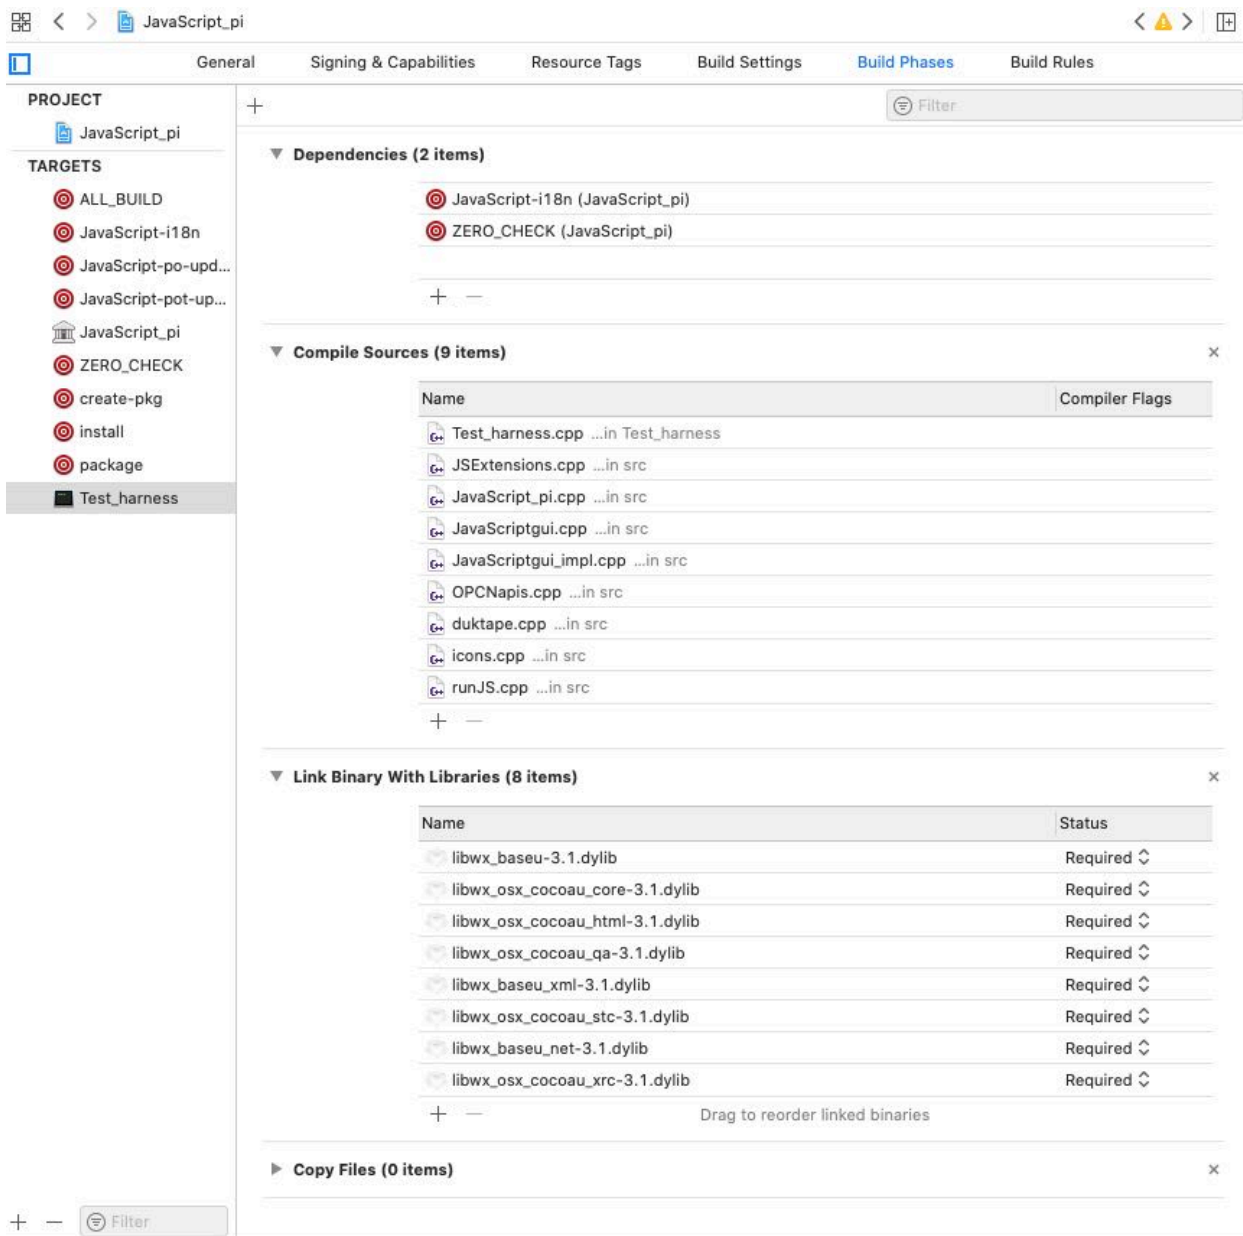 JavaScript_pi
General Signing & Capabilities Resource Tags Build Settings Build Phases Build Rules
PROJECT
JavaScript_pi
TARGETS
ALL_BUILD
JavaScript-i18n
JavaScript-po-upd...
JavaScript-pot-up...
JavaScript_pi
ZERO_CHECK
create-pkg
install
package
Test_harness
Filter
Filter
Dependencies (2 items)
JavaScript-i18n (JavaScript_pi)
ZERO_CHECK (JavaScript_pi)
Compile Sources (9 items)
Name Compiler Flags
Test_harness.cpp ...in Test_harness
JSExtensions.cpp ...in src
JavaScript_pi.cpp ...in src
JavaScriptgui.cpp ...in src
JavaScriptgui_impl.cpp ...in src
OPCNapis.cpp ...in src
duktape.cpp ...in src
icons.cpp ...in src
runJS.cpp ...in src
Link Binary With Libraries (8 items)
Name Status
libwx_baseu-3.1.dylib Required
libwx_osx_cocoau_core-3.1.dylib Required
libwx_osx_cocoau_html-3.1.dylib Required
libwx_osx_cocoau_qa-3.1.dylib Required
libwx_baseu_xml-3.1.dylib Required
libwx_osx_cocoau_stc-3.1.dylib Required
libwx_baseu_net-3.1.dylib Required
libwx_osx_cocoau_xrc-3.1.dylib Required
Drag to reorder linked binaries
Copy Files (0 items)